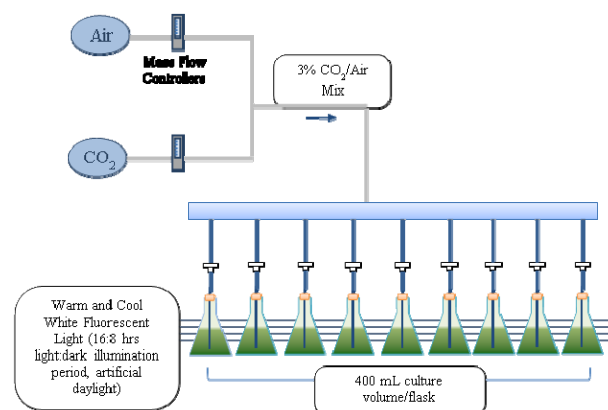 Air
Mass Flow
Controllers
3% CO₂/Air
Mix
CO₂
Warm and Cool
White Fluorescent
Light (16:8 hrs
light:dark illumination
period, artificial
daylight)
400 mL culture
volume/flask